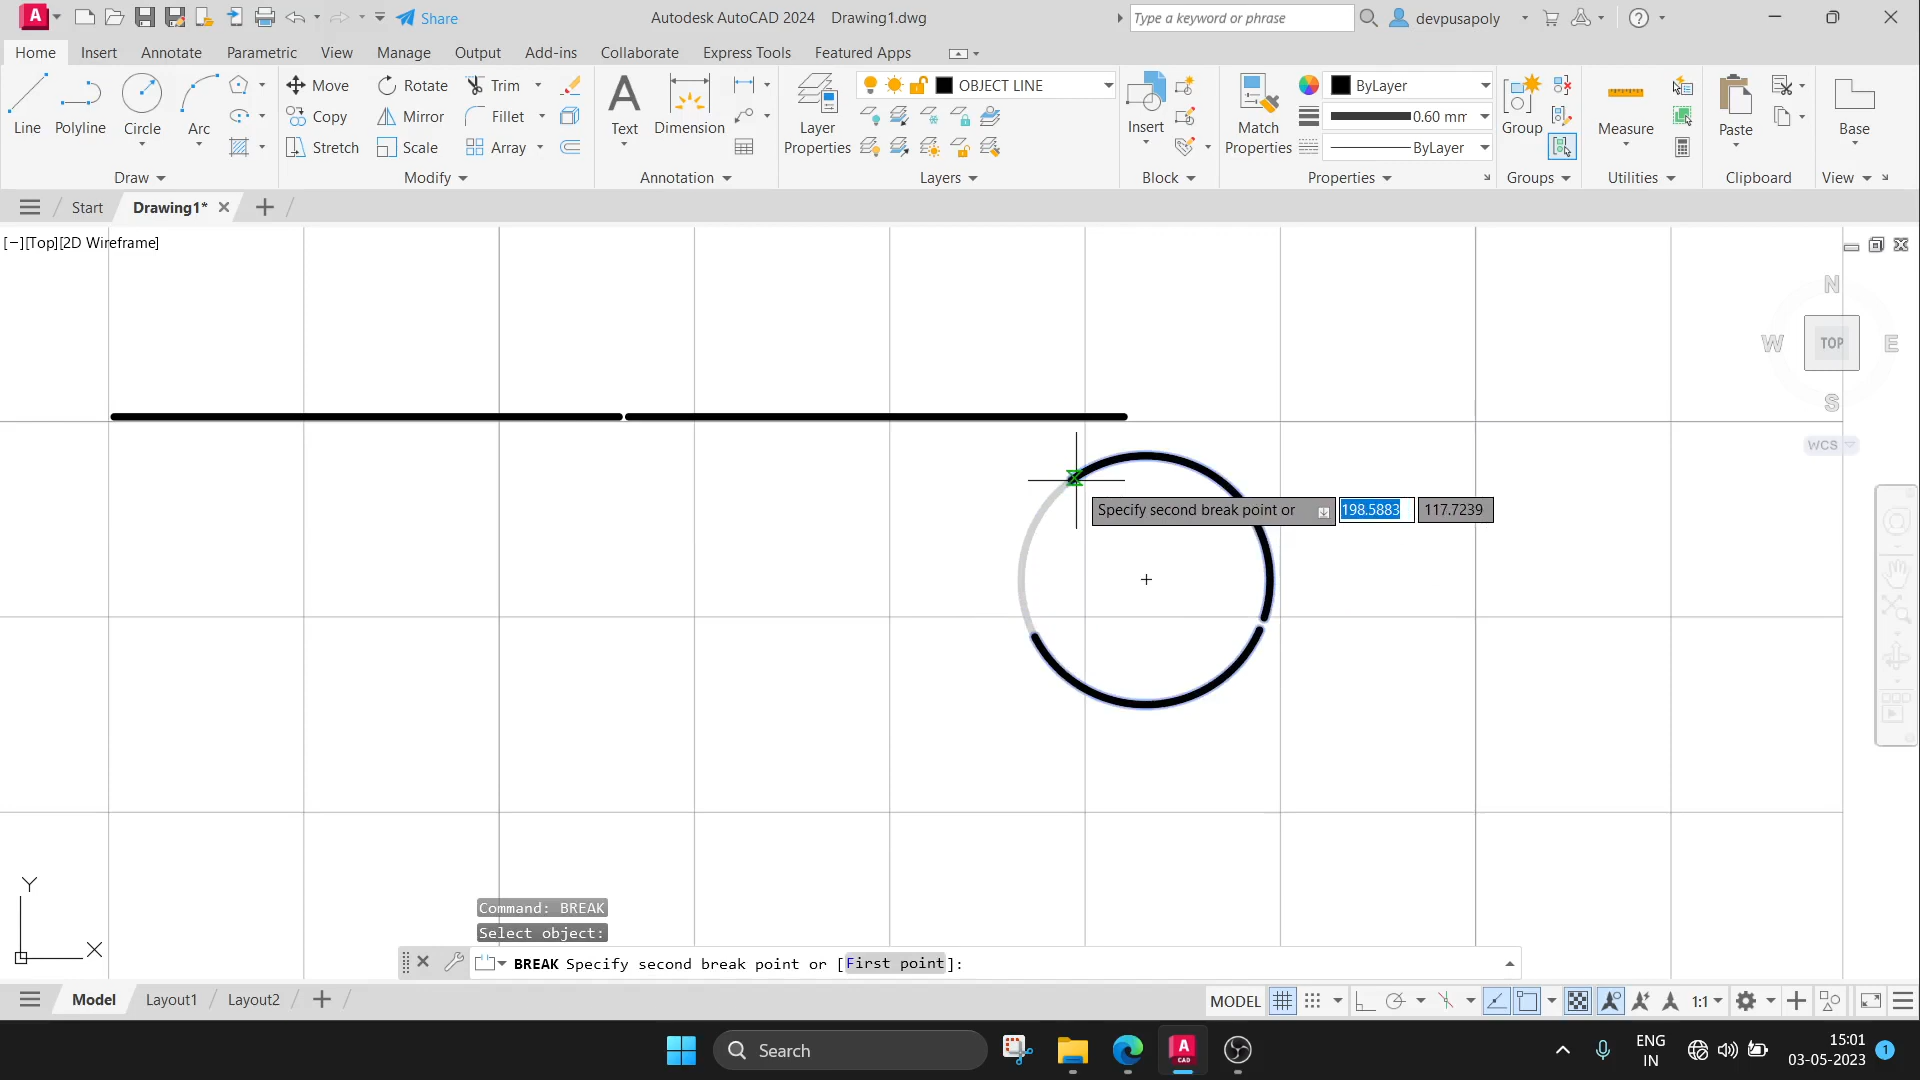 A
CAD
Share
Autodesk AutoCAD 2024 Drawing1.dwg
Type a keyword or phrase
devpusapoly
Home Insert Annotate Parametric View Manage Output Add-ins Collaborate Express Tools Featured Apps
Line Polyline Circle Arc
Move Rotate Trim
Copy Mirror Fillet
Stretch Scale Array
Text Dimension
Layer Properties
OBJECT LINE
Insert
Match Properties
ByLayer
0.60 mm
ByLayer
Group
Measure
Paste
Base
Draw Modify Annotation Layers Block Properties Groups Utilities Clipboard View
Start Drawing1*
[−][Top][2D Wireframe]
N
W TOP E
S
WCS
Specify second break point or 198.5883 117.7239
Y
X
Command: BREAK
Select object:
BREAK Specify second break point or [First point]:
Model Layout1 Layout2
MODEL 1:1
Search
A
CAD
ENG
IN
15:01
03-05-2023
1